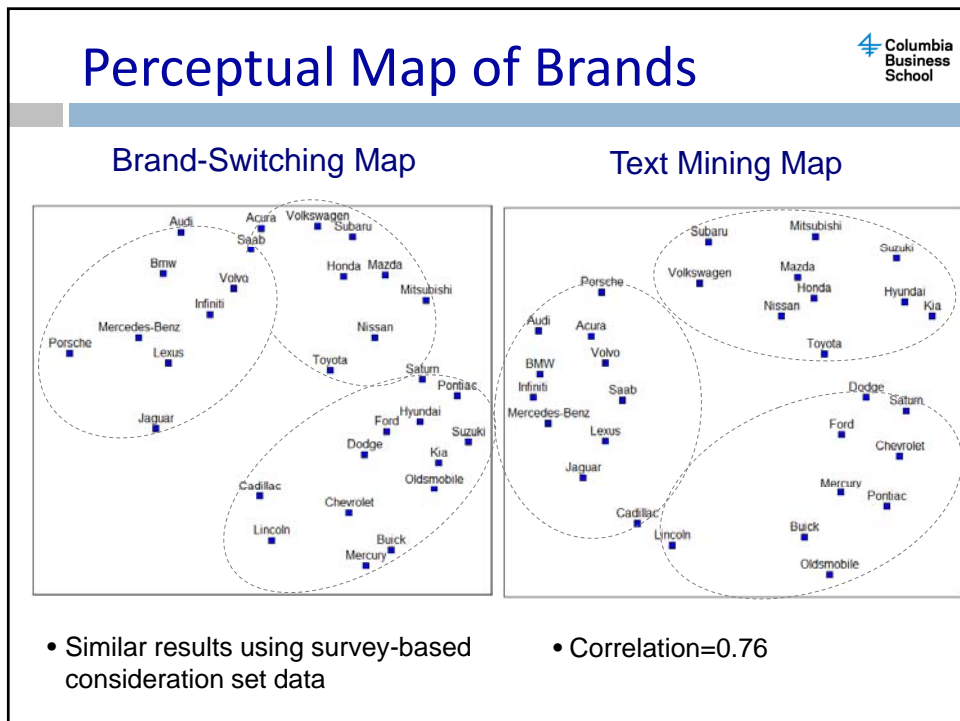 Perceptual Map of Brands
Columbia
Business
School
Brand-Switching Map
Audi
Acura
Volkswagen
Subaru
Saab
Bmw
Volvo
Honda
Mazda
Mitsubishi
Infiniti
Mercedes-Benz
Nissan
Porsche
Lexus
Toyota
Saturn
Pontiac
Jaguar
Ford
Hyundai
Suzuki
Dodge
Kia
Oldsmobile
Cadillac
Chevrolet
Lincoln
Buick
Mercury
• Similar results using survey-based
consideration set data
Text Mining Map
Subaru
Mitsubishi
Suzuki
Volkswagen
Mazda
Porsche
Honda
Hyundai
Kia
Nissan
Audi
Acura
Toyota
BMW
Volvo
Infiniti
Saab
Dodge
Saturn
Mercedes-Benz
Ford
Lexus
Chevrolet
Jaguar
Mercury
Pontiac
Cadillac
Lincoln
Buick
Oldsmobile
• Correlation=0.76